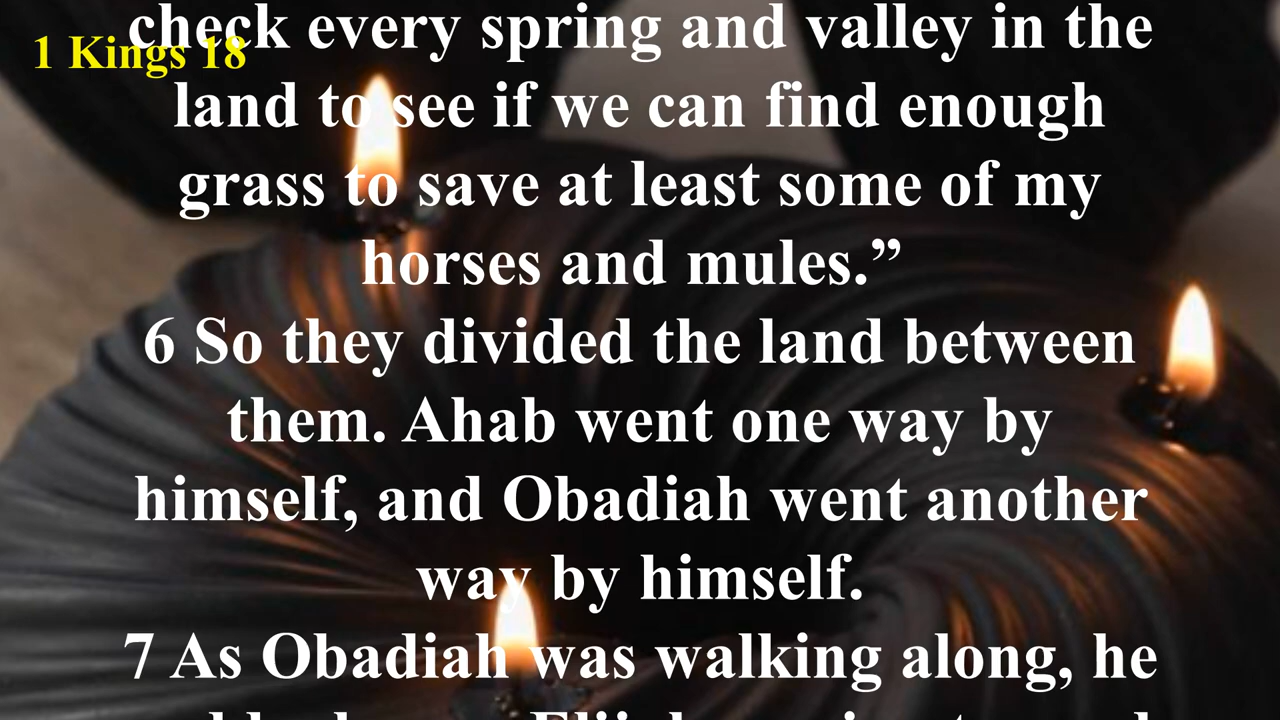 1 Kings 18
check every spring and valley in the
land to see if we can find enough
grass to save at least some of my
horses and mules.”
6 So they divided the land between
them. Ahab went one way by
himself, and Obadiah went another
way by himself.
7 As Obadiah was walking along, he